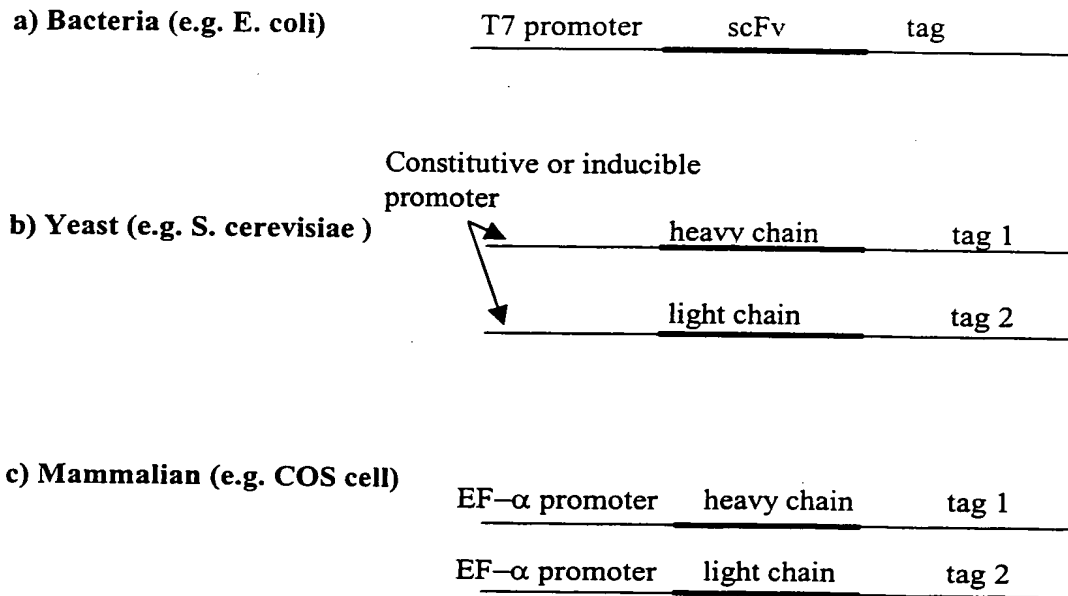 a) Bacteria (e.g. E. coli)
T7 promoter scFv tag
Constitutive or inducible
promoter
b) Yeast (e.g. S. cerevisiae )
heavy chain tag 1
light chain tag 2
c) Mammalian (e.g. COS cell)
EF–α promoter heavy chain tag 1
EF–α promoter light chain tag 2